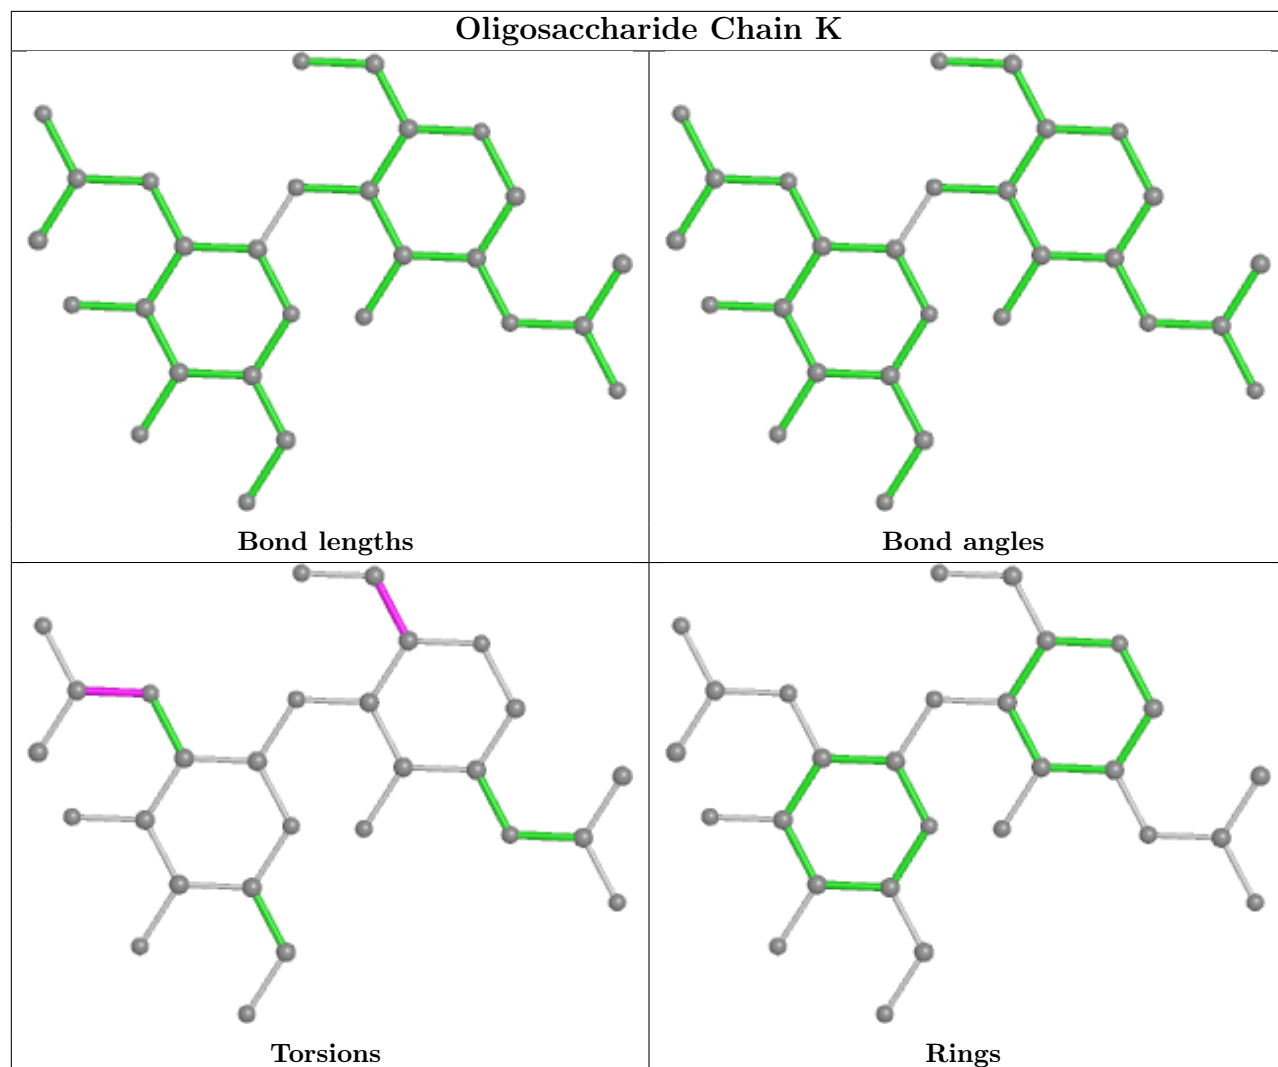 Oligosaccharide Chain K
Bond lengths
Bond angles
Torsions
Rings